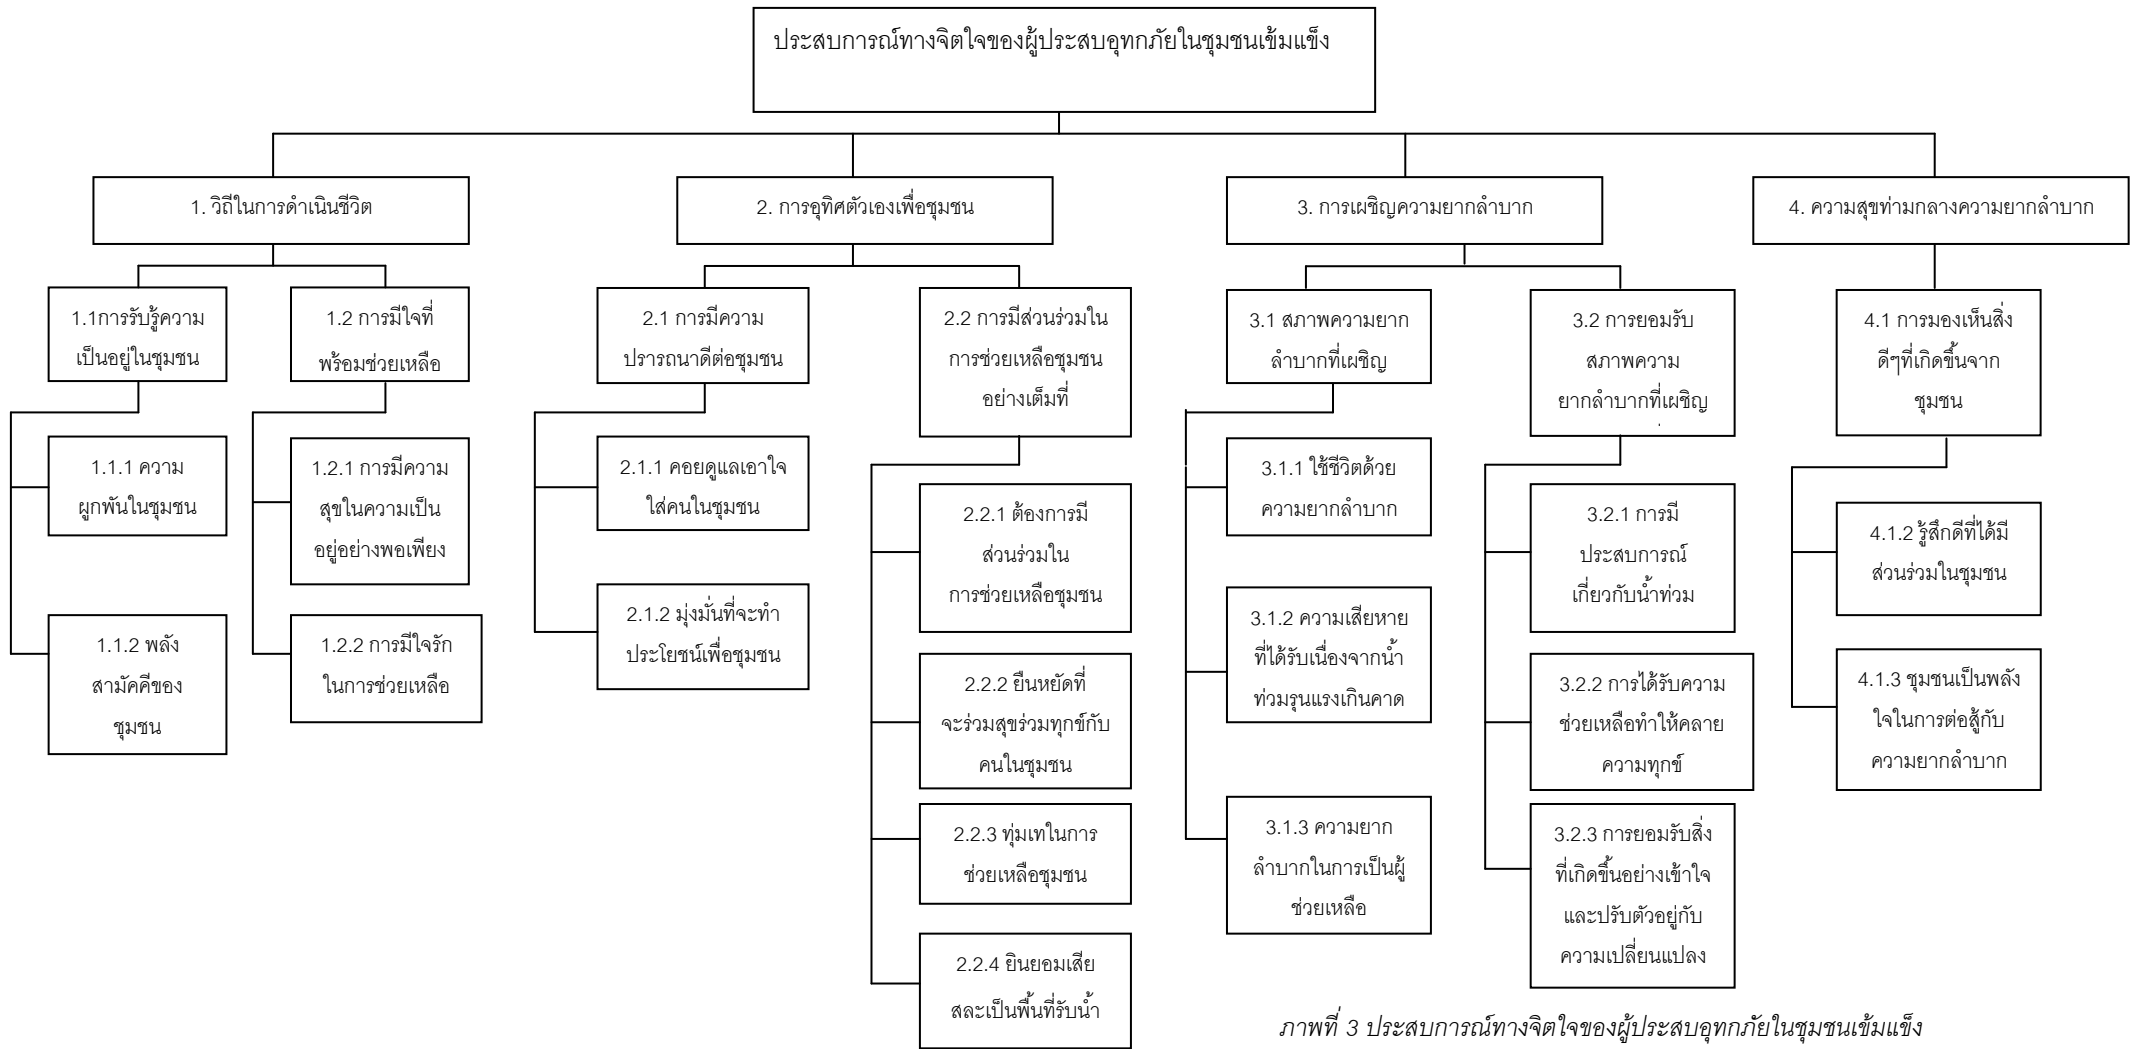 ประสบการณ์ทางจิตใจของผู้ประสบอุทกภัยในชุมชนเข้มแข็ง
1. วิถีในการดำเนินชีวิต
2. การอุทิศตัวเองเพื่อชุมชน
3. การเผชิญความยากลำบาก
4. ความสุขท่ามกลางความยากลำบาก
1.1การรับรู้ความ
เป็นอยู่ในชุมชน
1.2 การมีใจที่
พร้อมช่วยเหลือ
2.1 การมีความ
ปรารถนาดีต่อชุมชน
2.2 การมีส่วนร่วมใน
การช่วยเหลือชุมชน
อย่างเต็มที่
3.1 สภาพความยาก
ลำบากที่เผชิญ
3.2 การยอมรับ
สภาพความ
ยากลำบากที่เผชิญ
4.1 การมองเห็นสิ่ง
ดีๆที่เกิดขึ้นจาก
ชุมชน
1.1.1 ความ
ผูกพันในชุมชน
1.1.2 พลัง
สามัคคีของ
ชุมชน
1.2.1 การมีความ
สุขในความเป็น
อยู่อย่างพอเพียง
1.2.2 การมีใจรัก
ในการช่วยเหลือ
2.1.1 คอยดูแลเอาใจ
ใส่คนในชุมชน
2.1.2 มุ่งมั่นที่จะทำ
ประโยชน์เพื่อชุมชน
2.2.1 ต้องการมี
ส่วนร่วมใน
การช่วยเหลือชุมชน
2.2.2 ยืนหยัดที่
จะร่วมสุขร่วมทุกข์กับ
คนในชุมชน
2.2.3 ทุ่มเทในการ
ช่วยเหลือชุมชน
2.2.4 ยินยอมเสีย
สละเป็นพื้นที่รับน้ำ
3.1.1 ใช้ชีวิตด้วย
ความยากลำบาก
3.1.2 ความเสียหาย
ที่ได้รับเนื่องจากน้ำ
ท่วมรุนแรงเกินคาด
3.1.3 ความยาก
ลำบากในการเป็นผู้
ช่วยเหลือ
3.2.1 การมี
ประสบการณ์
เกี่ยวกับน้ำท่วม
3.2.2 การได้รับความ
ช่วยเหลือทำให้คลาย
ความทุกข์
3.2.3 การยอมรับสิ่ง
ที่เกิดขึ้นอย่างเข้าใจ
และปรับตัวอยู่กับ
ความเปลี่ยนแปลง
4.1.2 รู้สึกดีที่ได้มี
ส่วนร่วมในชุมชน
4.1.3 ชุมชนเป็นพลัง
ใจในการต่อสู้กับ
ความยากลำบาก
ภาพที่ 3 ประสบการณ์ทางจิตใจของผู้ประสบอุทกภัยในชุมชนเข้มแข็ง